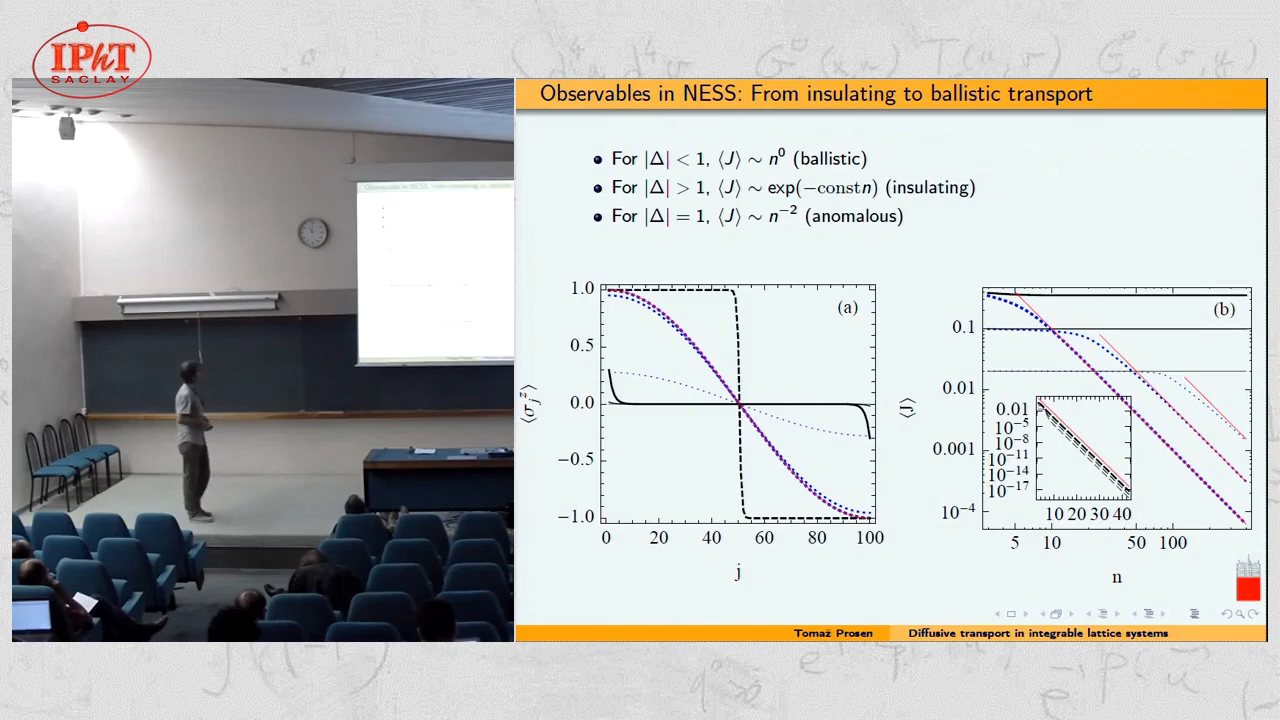 IPhT
SACLAY
Observables in NESS: From insulating to ballistic transport
For |Δ| < 1, ⟨J⟩ ∼ n⁰ (ballistic)
For |Δ| > 1, ⟨J⟩ ∼ exp(−constn) (insulating)
For |Δ| = 1, ⟨J⟩ ∼ n⁻² (anomalous)
(a)
1.0
0.5
0.0
−0.5
−1.0
⟨σⱼᶻ⟩
0 20 40 60 80 100
j
(b)
0.1
0.01
0.001
10⁻⁴
⟨J⟩
0.01
10⁻⁵
10⁻⁸
10⁻¹¹
10⁻¹⁴
10⁻¹⁷
10 20 30 40
5 10 50 100
n
Tomaž Prosen Diffusive transport in integrable lattice systems